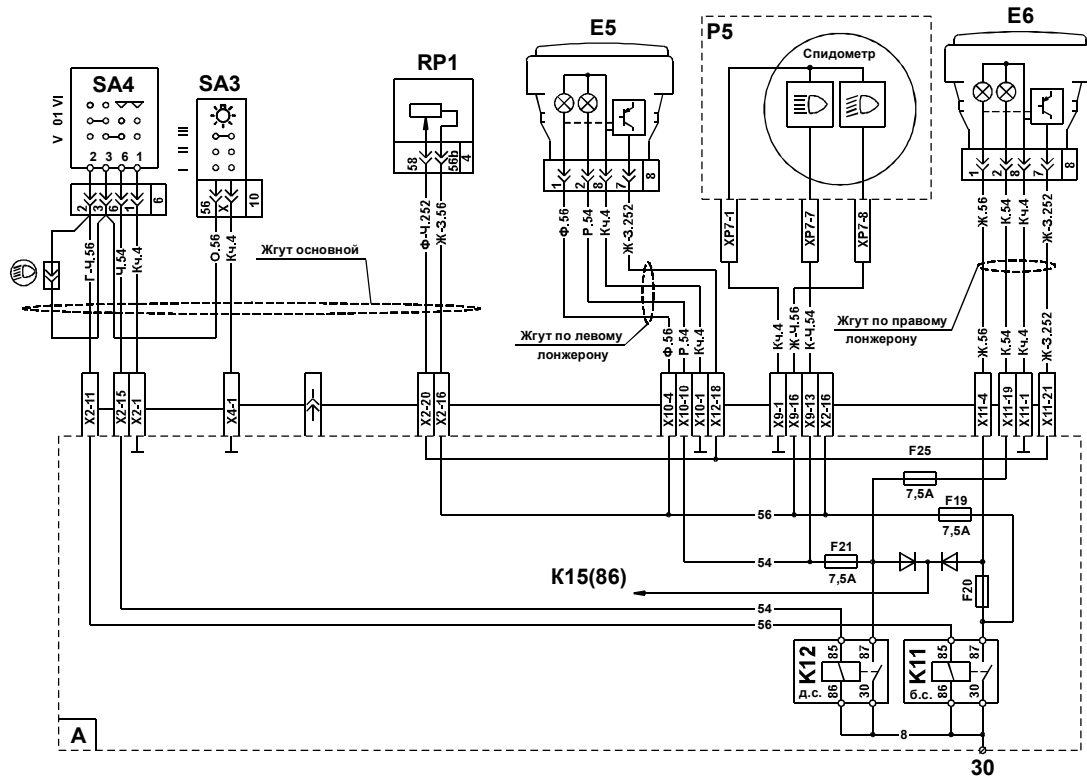 E5
P5
E6
Спидометр
RP1
SA4
SA3
V 01 VI
I II III
2 3 6 1
58
56b
4
1 2 8 7
8
1 2 8 7
8
2 3 6 1
6
56
X
10
Г-Ч.56
Ч.54
Кч.4
О.56
Кч.4
Ф-Ч.252
Ж-З.56
Ф.56
Р.54
Кч.4
Ж-З.252
XP7-1
XP7-7
XP7-8
Ж.56
К.54
Кч.4
Ж-З.252
Жгут основной
Жгут по левому
лонжерону
Жгут по правому
лонжерону
Ф.56
Р.54
Кч.4
Кч.4
Ж-Ч.56
К-Ч.54
Ж.56
К.54
Кч.4
Ж-З.252
X2-11
X2-15
X2-1
X4-1
X2-20
X2-16
X10-4
X10-10
X10-1
X12-18
X9-1
X9-16
X9-13
X2-16
X11-4
X11-19
X11-1
X11-21
F25
7,5A
F19
56
7,5A
F21
54
7,5A
К15(86)
F20
54
56
К12
д.с.
85
87
86
30
К11
б.с.
85
87
86
30
8
A
30